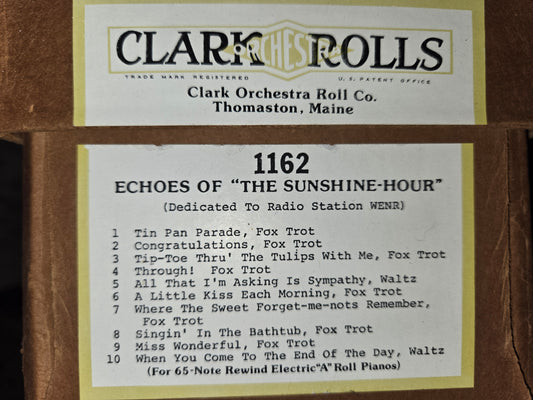 CLARK ORCHESTRA ROLLS
TRADE MARK REGISTERED U.S. PATENT OFFICE
Clark Orchestra Roll Co.
Thomaston, Maine
1162
ECHOES OF "THE SUNSHINE-HOUR"
(Dedicated To Radio Station WENR)
1 Tin Pan Parade, Fox Trot
2 Congratulations, Fox Trot
3 Tip-Toe Thru' The Tulips With Me, Fox Trot
4 Through! Fox Trot
5 All That I'm Asking Is Sympathy, Waltz
6 A Little Kiss Each Morning, Fox Trot
7 Where The Sweet Forget-me-nots Remember,
Fox Trot
8 Singin' In The Bathtub, Fox Trot
9 Miss Wonderful, Fox Trot
10 When You Come To The End Of The Day, Waltz
(For 65-Note Rewind Electric "A" Roll Pianos)